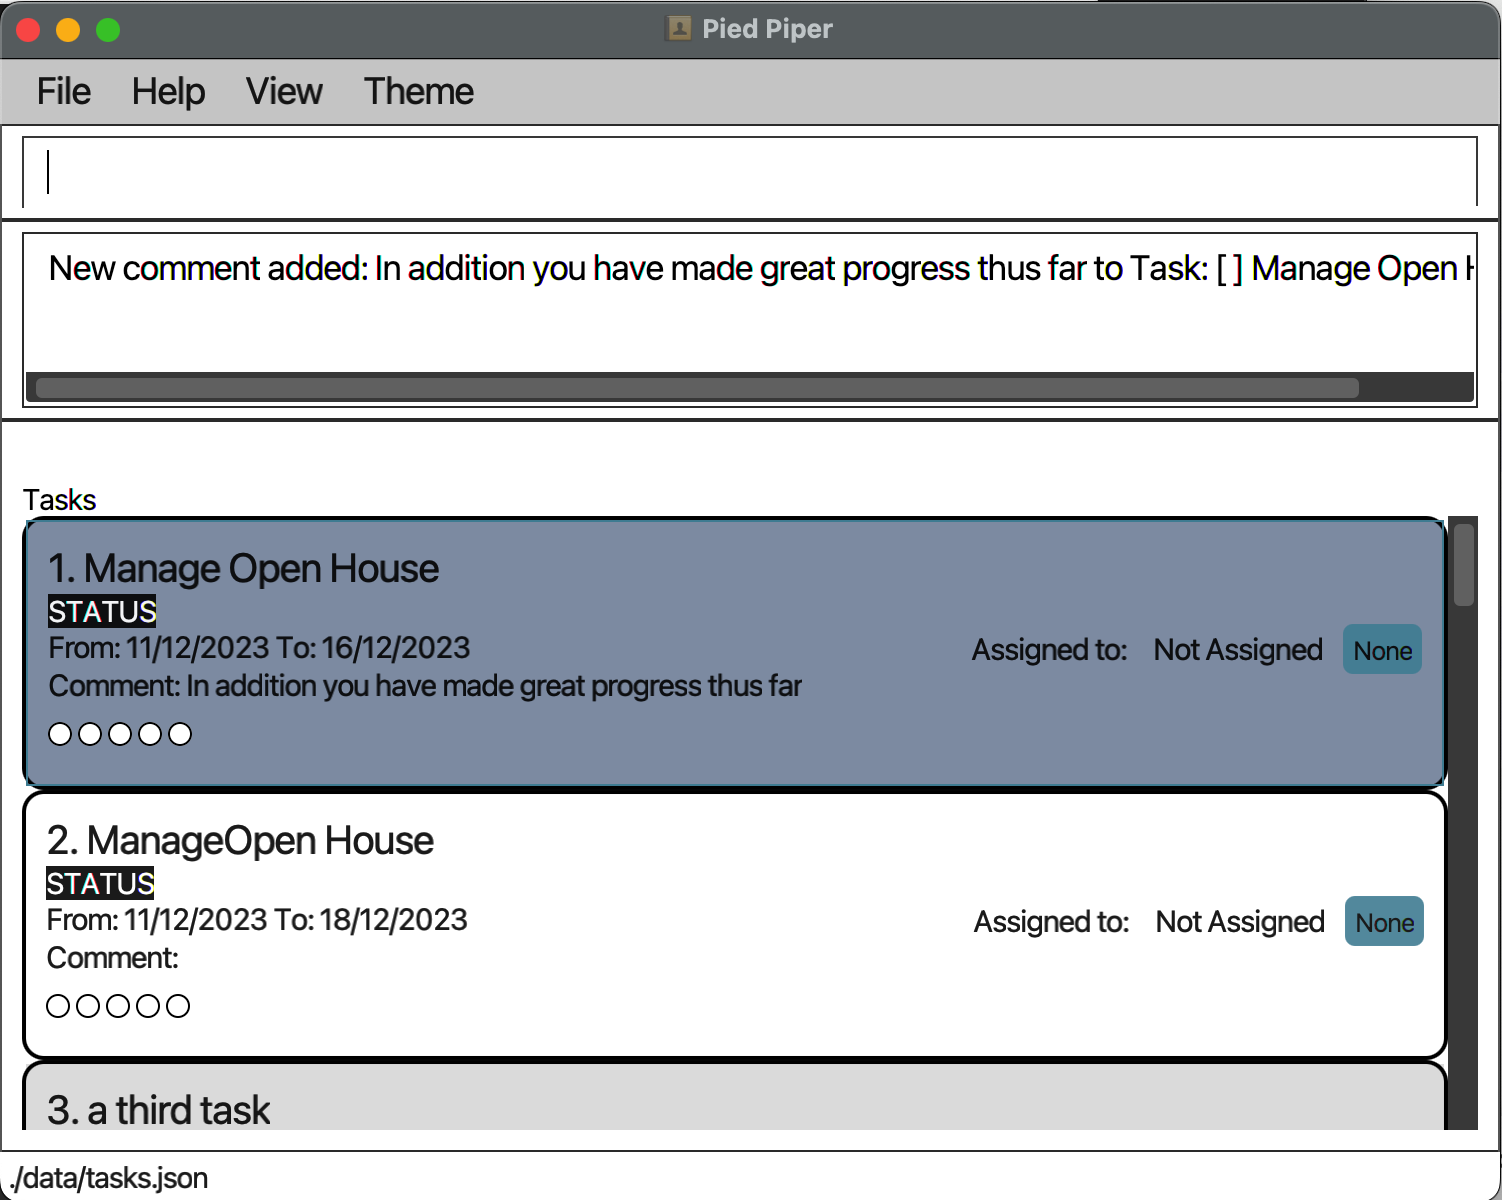 Pied Piper
File Help View Theme
New comment added: In addition you have made great progress thus far to Task: [ ] Manage Open
Tasks
1. Manage Open House
STATUS
From: 11/12/2023 To: 16/12/2023
Assigned to: Not Assigned None
Comment: In addition you have made great progress thus far
2. ManageOpen House
STATUS
From: 11/12/2023 To: 18/12/2023
Assigned to: Not Assigned None
Comment:
3. a third task
./data/tasks.json